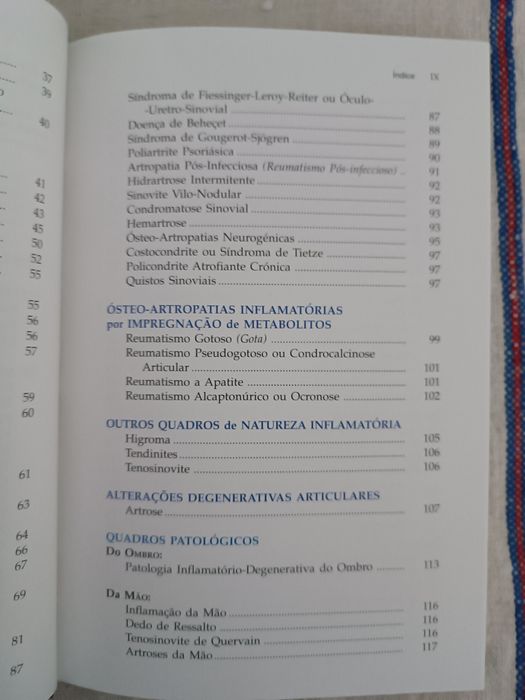 37
39
40
41
42
43
45
50
52
55
55
56
56
57
59
60
61
63
64
66
67
69
81
87
Índice IX
Síndroma de Fiessinger-Leroy-Reiter ou Óculo-
-Uretro-Sinovial 87
Doença de Beheçet 88
Síndroma de Gougerot-Sjögren 89
Poliartrite Psoriásica 90
Artropatia Pós-Infecciosa (Reumatismo Pós-infeccioso) 91
Hidrartrose Intermitente 92
Sinovite Vilo-Nodular 92
Condromatose Sinovial 93
Hemartrose 93
Ósteo-Artropatias Neurogénicas 95
Costocondrite ou Síndroma de Tietze 97
Policondrite Atrofiante Crónica 97
Quistos Sinoviais 97
ÓSTEO-ARTROPATIAS INFLAMATÓRIAS
por IMPREGNAÇÃO de METABOLITOS
Reumatismo Gotoso (Gota) 99
Reumatismo Pseudogotoso ou Condrocalcinose
Articular 101
Reumatismo a Apatite 101
Reumatismo Alcaptonúrico ou Ocronose 102
OUTROS QUADROS de NATUREZA INFLAMATÓRIA
Higroma 105
Tendinites 106
Tenosinovite 106
ALTERAÇÕES DEGENERATIVAS ARTICULARES
Artrose 107
QUADROS PATOLÓGICOS
DO OMBRO:
Patologia Inflamatório-Degenerativa do Ombro 113
DA MÃO:
Inflamação da Mão 116
Dedo de Ressalto 116
Tenosinovite de Quervain 116
Artroses da Mão 117